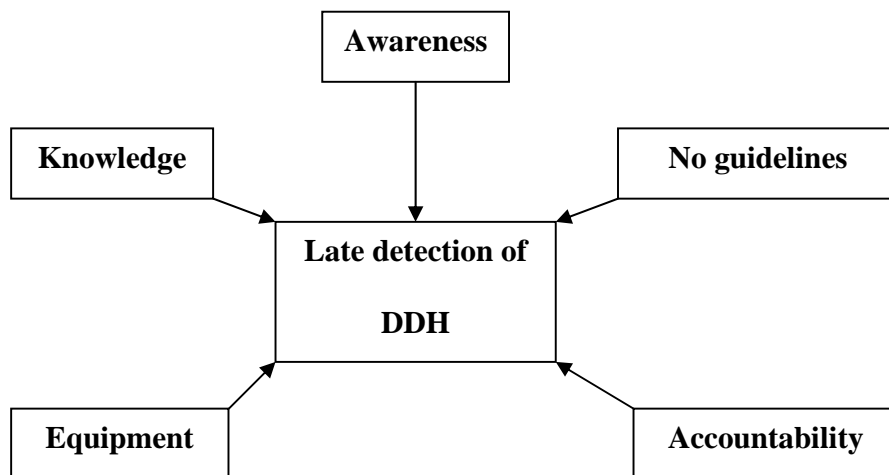 Awareness
Knowledge
No guidelines
Late detection of
DDH
Equipment
Accountability